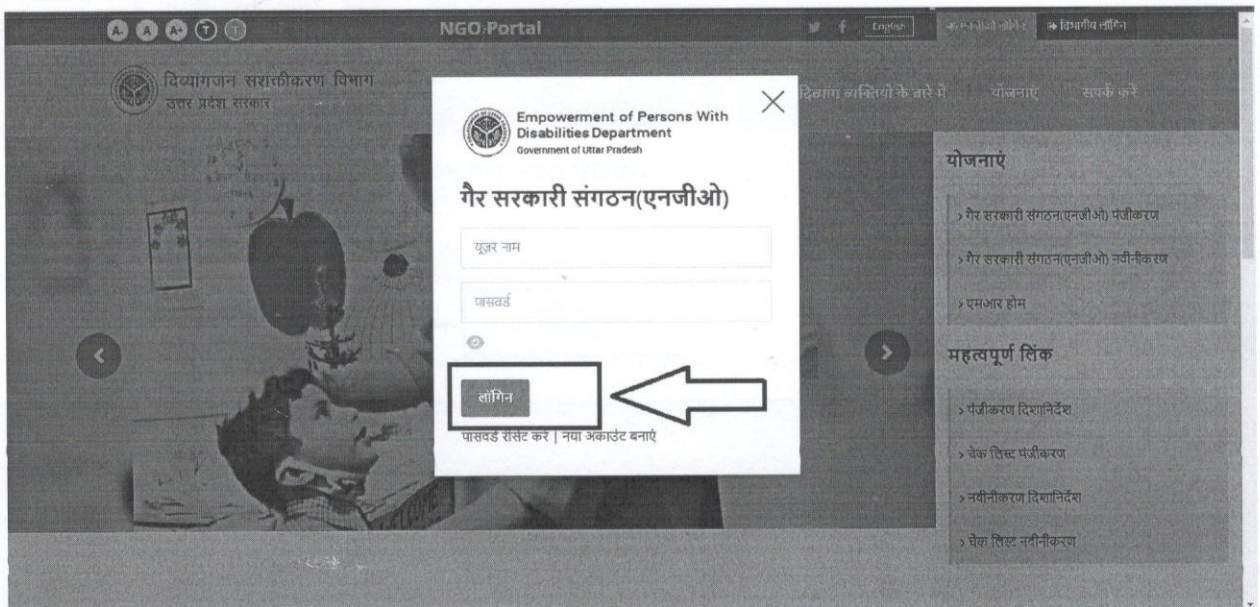 A- A A+ T T
NGO-Portal
English
विभागीय लॉगिन
दिव्यांगजन सशक्तीकरण विभाग
उत्तर प्रदेश सरकार
दिव्यांग व्यक्तियों के बारे में योजनाएं संपर्क करें
Empowerment of Persons With
Disabilities Department
Government of Uttar Pradesh
गैर सरकारी संगठन(एनजीओ)
यूज़र नाम
पासवर्ड
लॉगिन
पासवर्ड रीसेट करें | नया अकाउंट बनाएं
योजनाएं
› गैर सरकारी संगठन(एनजीओ) पंजीकरण
› गैर सरकारी संगठन(एनजीओ) नवीनीकरण
› एमआर होम
महत्वपूर्ण लिंक
› पंजीकरण दिशानिर्देश
› चेक लिस्ट पंजीकरण
› नवीनीकरण दिशानिर्देश
› चेक लिस्ट नवीनीकरण